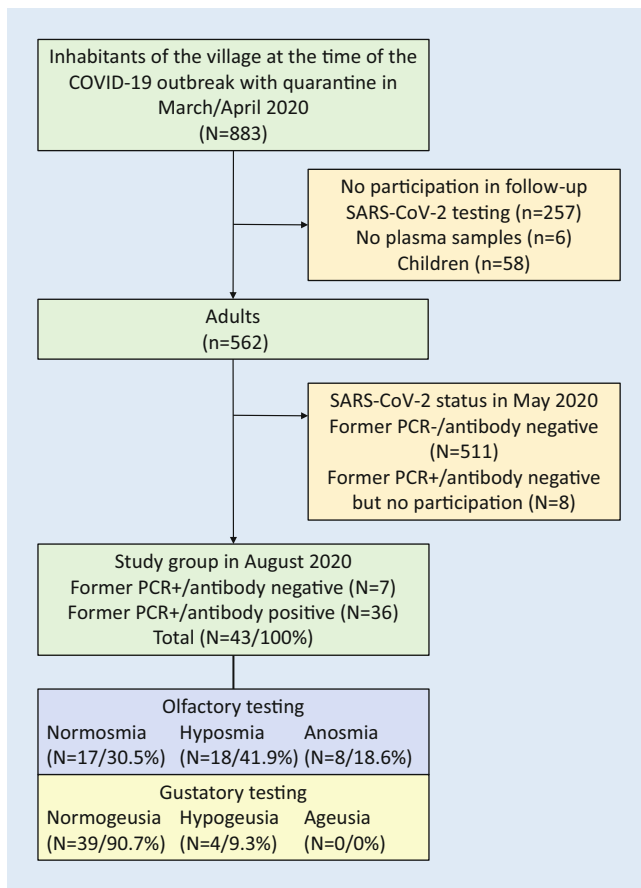 Inhabitants of the village at the time of the
COVID-19 outbreak with quarantine in
March/April 2020
(N=883)
No participation in follow-up
SARS-CoV-2 testing (n=257)
No plasma samples (n=6)
Children (n=58)
Adults
(n=562)
SARS-CoV-2 status in May 2020
Former PCR-/antibody negative
(N=511)
Former PCR+/antibody negative
but no participation (N=8)
Study group in August 2020
Former PCR+/antibody negative (N=7)
Former PCR+/antibody positive (N=36)
Total (N=43/100%)
Olfactory testing
Normosmia Hyposmia Anosmia
(N=17/30.5%) (N=18/41.9%) (N=8/18.6%)
Gustatory testing
Normogeusia Hypogeusia Ageusia
(N=39/90.7%) (N=4/9.3%) (N=0/0%)